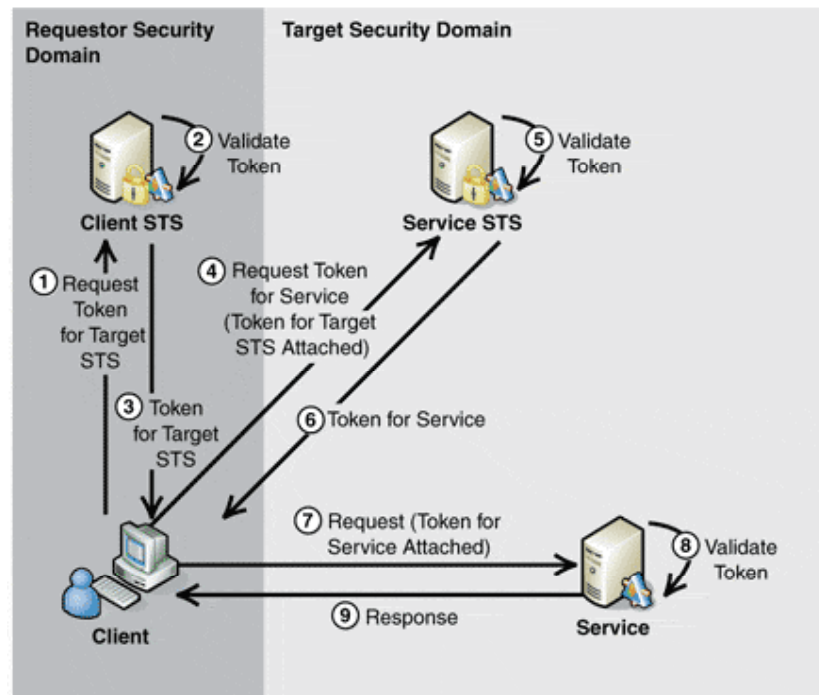 Requestor Security
Domain
Target Security Domain
2 Validate
Token
Client STS
5 Validate
Token
Service STS
1 Request
Token
for Target
STS
4 Request Token
for Service
(Token for Target
STS Attached)
3 Token
for Target
STS
6 Token for Service
7 Request (Token for
Service Attached)
8 Validate
Token
9 Response
Client
Service